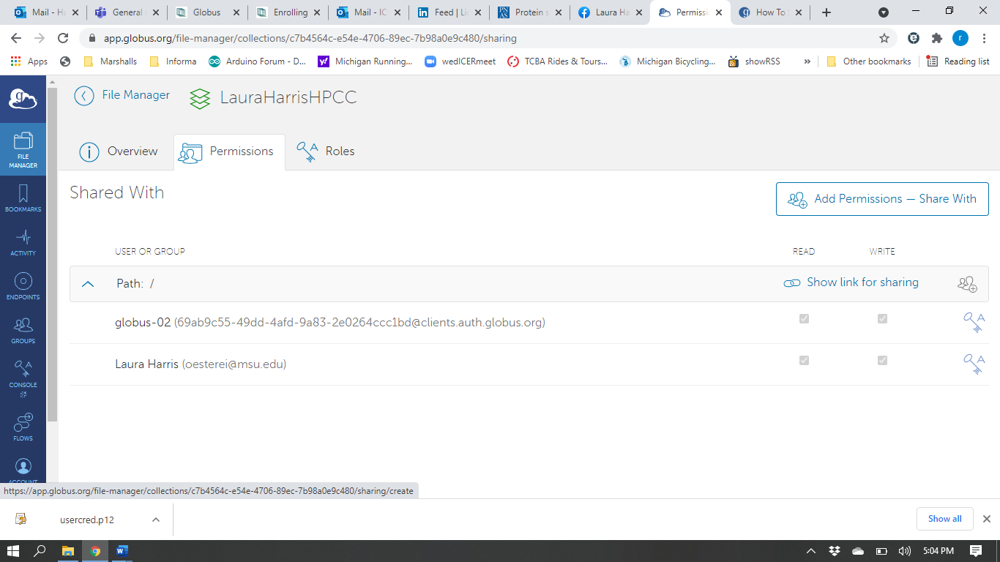 Mail - Ha
General
Globus
Enrolling
Mail - IC
Feed | Li
Protein s
Laura Ha
Permissi
How To
app.globus.org/file-manager/collections/c7b4564c-e54e-4706-89ec-7b98a0e9c480/sharing
r
Apps
Marshalls
Informa
Arduino Forum - D...
Michigan Running...
wedICERmeet
TCBA Rides & Tours...
Michigan Bicycling...
showRSS
»
Other bookmarks
Reading list
File Manager
LauraHarrisHPCC
Overview
Permissions
Roles
FILE
MANAGER
BOOKMARKS
ACTIVITY
ENDPOINTS
GROUPS
CONSOLE
FLOWS
ACCOUNT
Shared With
Add Permissions — Share With
USER OR GROUP
READ
WRITE
Path: /
Show link for sharing
globus-02 (69ab9c55-49dd-4afd-9a83-2e0264ccc1bd@clients.auth.globus.org)
Laura Harris (oesterei@msu.edu)
https://app.globus.org/file-manager/collections/c7b4564c-e54e-4706-89ec-7b98a0e9c480/sharing/create
usercred.p12
Show all
5:04 PM